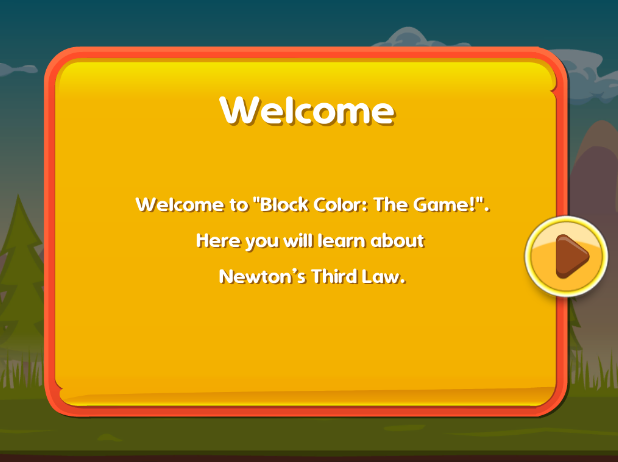 Welcome
Welcome to "Block Color: The Game!".
Here you will learn about
Newton's Third Law.